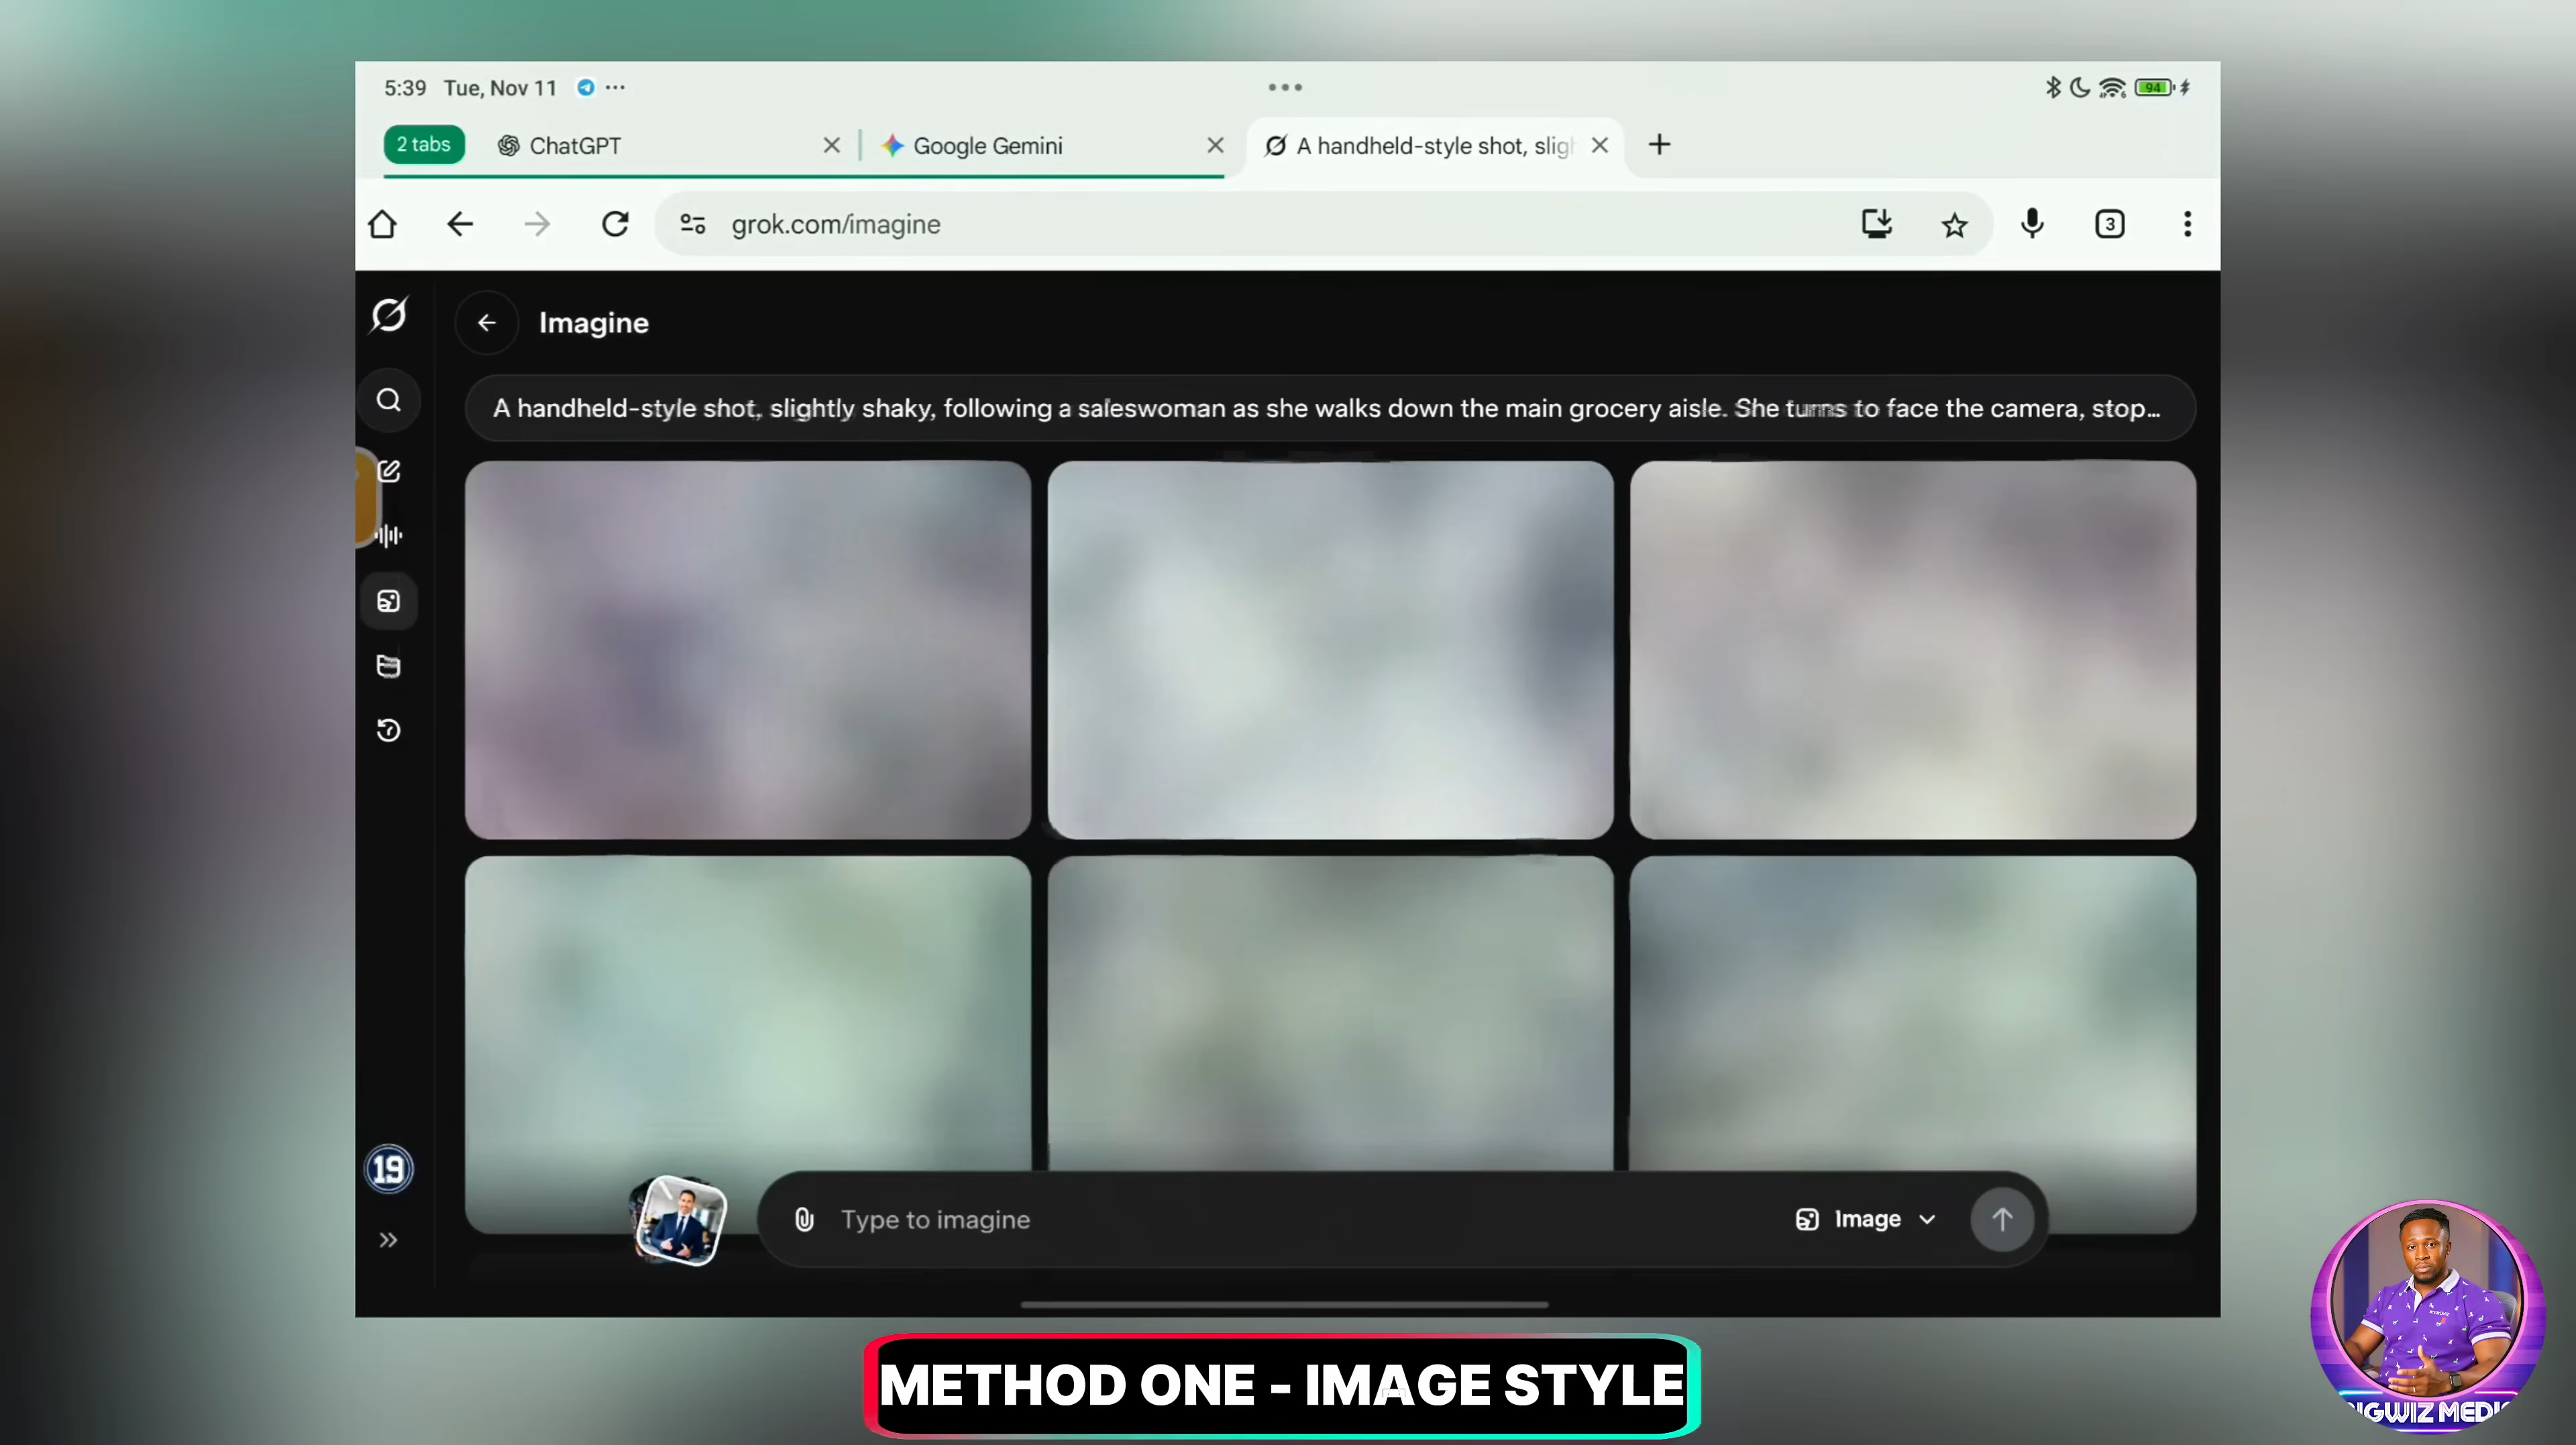 5:39 Tue, Nov 11
94
2 tabs
ChatGPT
Google Gemini
A handheld-style shot, sligh
grok.com/imagine
3
Imagine
A handheld-style shot, slightly shaky, following a saleswoman as she walks down the main grocery aisle. She turns to face the camera, stop...
19
Type to imagine
Image
METHOD ONE - IMAGE STYLE